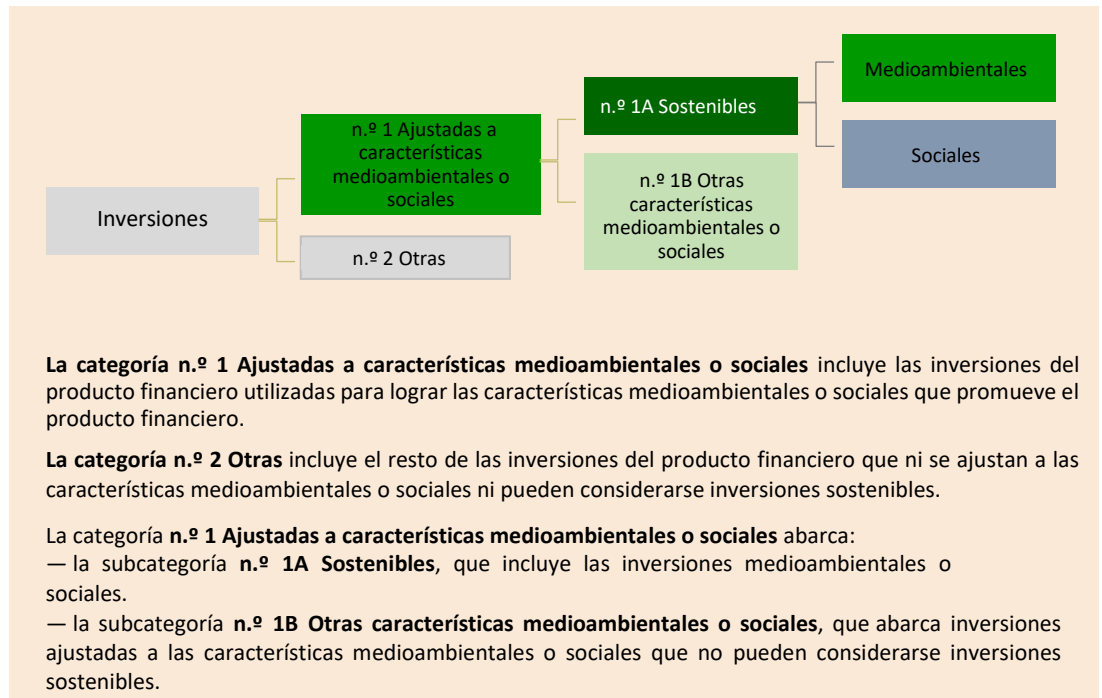 Medioambientales
n.º 1A Sostenibles
n.º 1 Ajustadas a
características
medioambientales o
sociales
Sociales
n.º 1B Otras
características
medioambientales o
sociales
Inversiones
n.º 2 Otras
La categoría n.º 1 Ajustadas a características medioambientales o sociales incluye las inversiones del
producto financiero utilizadas para lograr las características medioambientales o sociales que promueve el
producto financiero.
La categoría n.º 2 Otras incluye el resto de las inversiones del producto financiero que ni se ajustan a las
características medioambientales o sociales ni pueden considerarse inversiones sostenibles.
La categoría n.º 1 Ajustadas a características medioambientales o sociales abarca:
— la subcategoría n.º 1A Sostenibles, que incluye las inversiones medioambientales o
sociales.
— la subcategoría n.º 1B Otras características medioambientales o sociales, que abarca inversiones
ajustadas a las características medioambientales o sociales que no pueden considerarse inversiones
sostenibles.